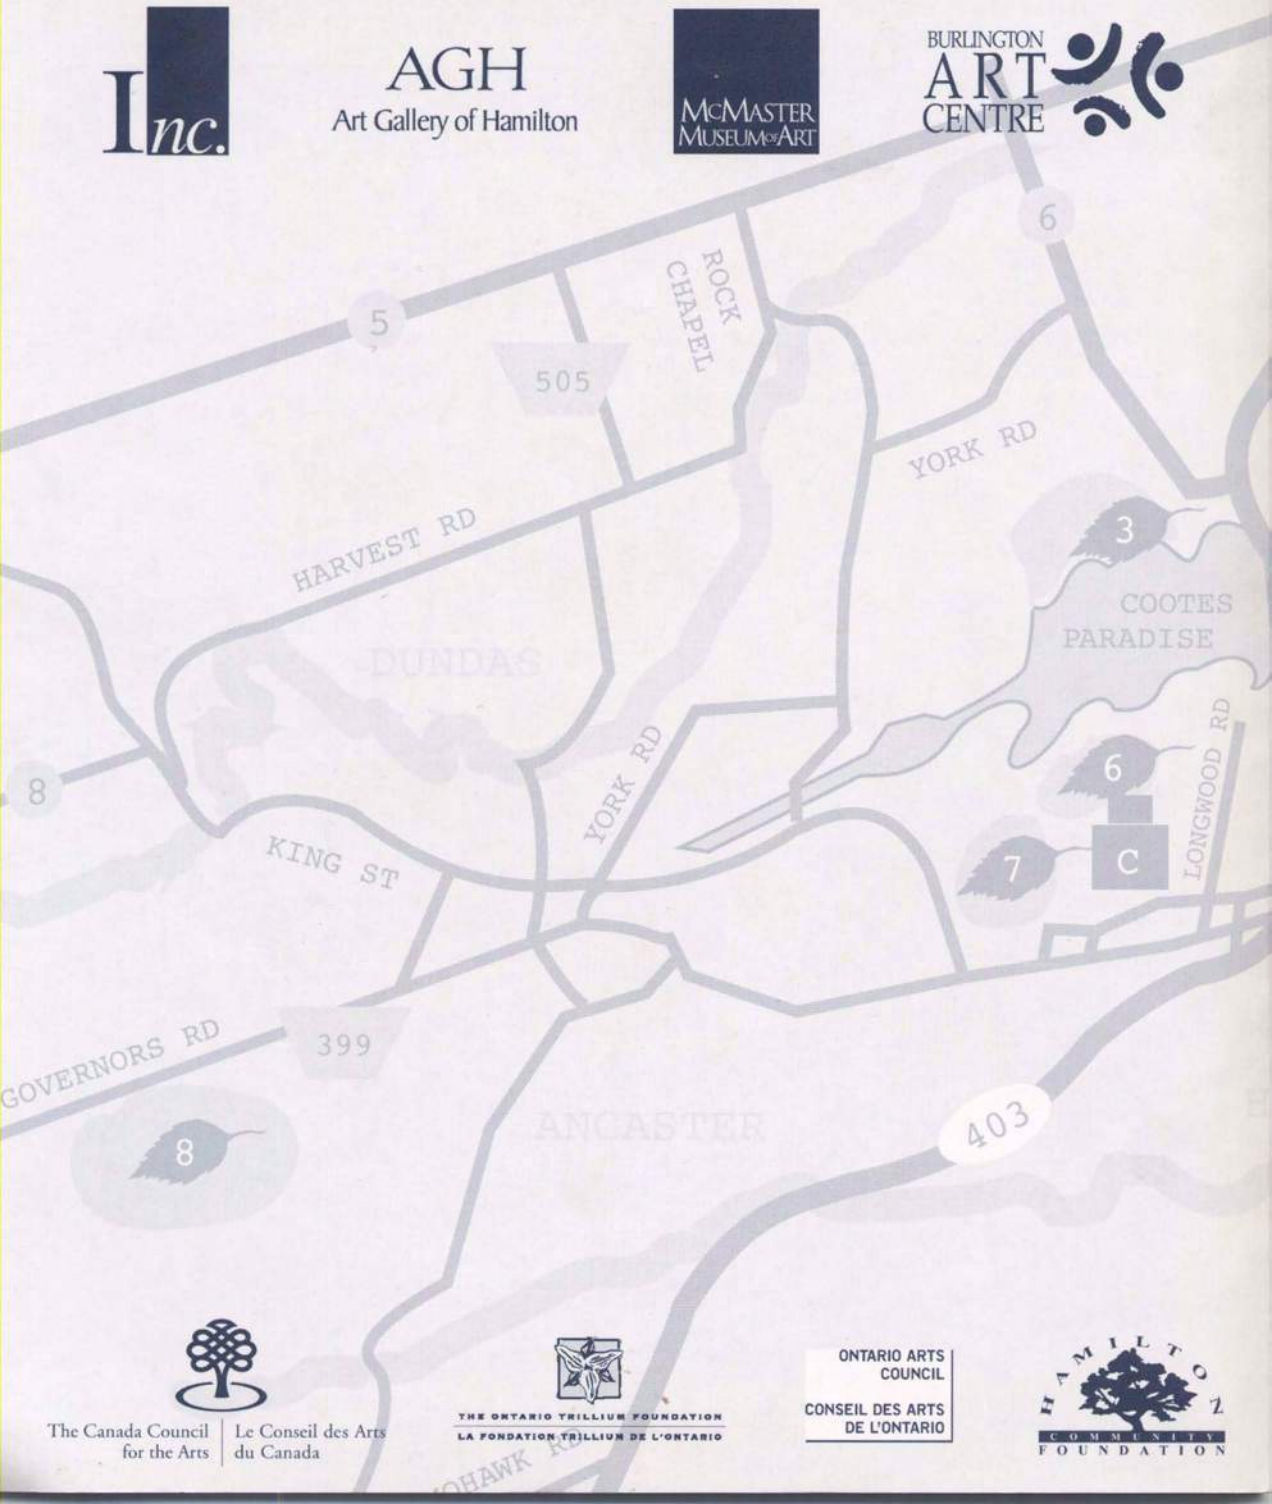 Inc.
AGH
Art Gallery of Hamilton
McMASTER
MUSEUM OF ART
BURLINGTON
ART
CENTRE
6
5
ROCK
CHAPEL
505
YORK RD
HARVEST RD
3
COOTES
PARADISE
DUNDAS
YORK RD
LONGWOOD RD
6
8
KING ST
7
C
GOVERNORS RD
399
ANCASTER
403
8
The Canada Council
for the Arts
Le Conseil des Arts
du Canada
THE ONTARIO TRILLIUM FOUNDATION
LA FONDATION TRILLIUM DE L'ONTARIO
OHAWK RD
ONTARIO ARTS
COUNCIL
CONSEIL DES ARTS
DE L'ONTARIO
HAMILTON
COMMUNITY
FOUNDATION